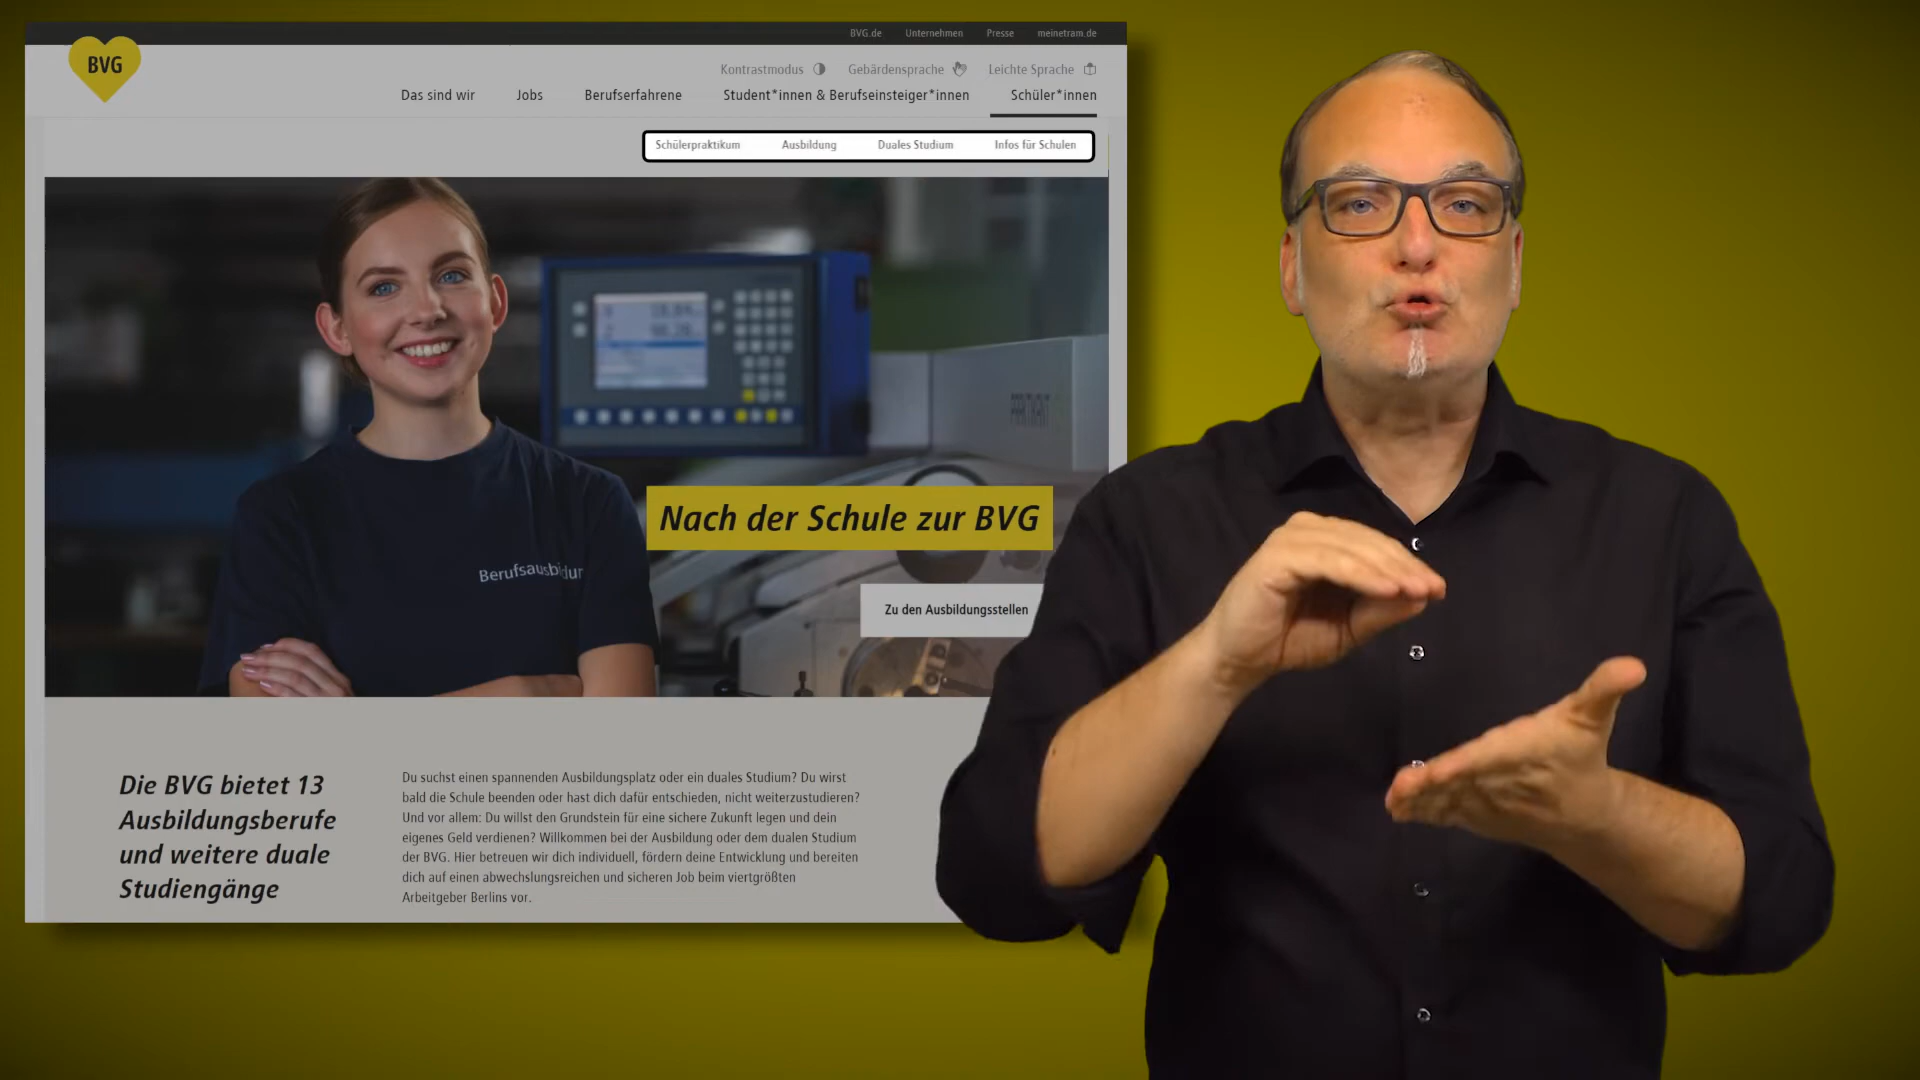 BVG.de Unternehmen Presse meinetram.de
BVG
Kontrastmodus Gebärdensprache Leichte Sprache
Das sind wir Jobs Berufserfahrene Student*innen & Berufseinsteiger*innen Schüler*innen
Schülerpraktikum Ausbildung Duales Studium Infos für Schulen
Nach der Schule zur BVG
Zu den Ausbildungsstellen
Die BVG bietet 13
Ausbildungsberufe
und weitere duale
Studiengänge
Du suchst einen spannenden Ausbildungsplatz oder ein duales Studium? Du wirst
bald die Schule beenden oder hast dich dafür entschieden, nicht weiterzustudieren?
Und vor allem: Du willst den Grundstein für eine sichere Zukunft legen und dein
eigenes Geld verdienen? Willkommen bei der Ausbildung oder dem dualen Studium
der BVG. Hier betreuen wir dich individuell, fördern deine Entwicklung und bereiten
dich auf einen abwechslungsreichen und sicheren Job beim viertgrößten
Arbeitgeber Berlins vor.